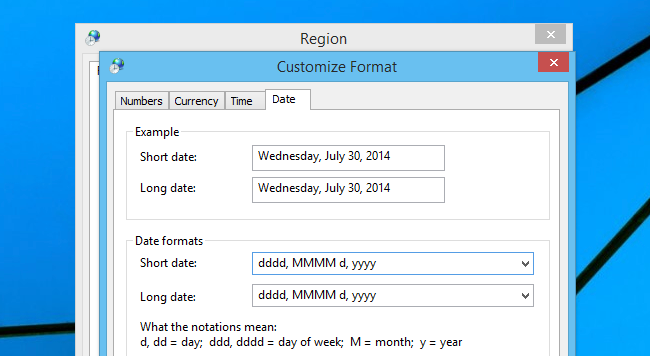 Region
Customize Format
Numbers Currency Time Date
Example
Short date: Wednesday, July 30, 2014
Long date: Wednesday, July 30, 2014
Date formats
Short date: dddd, MMMM d, yyyy
Long date: dddd, MMMM d, yyyy
What the notations mean:
d, dd = day; ddd, dddd = day of week; M = month; y = year